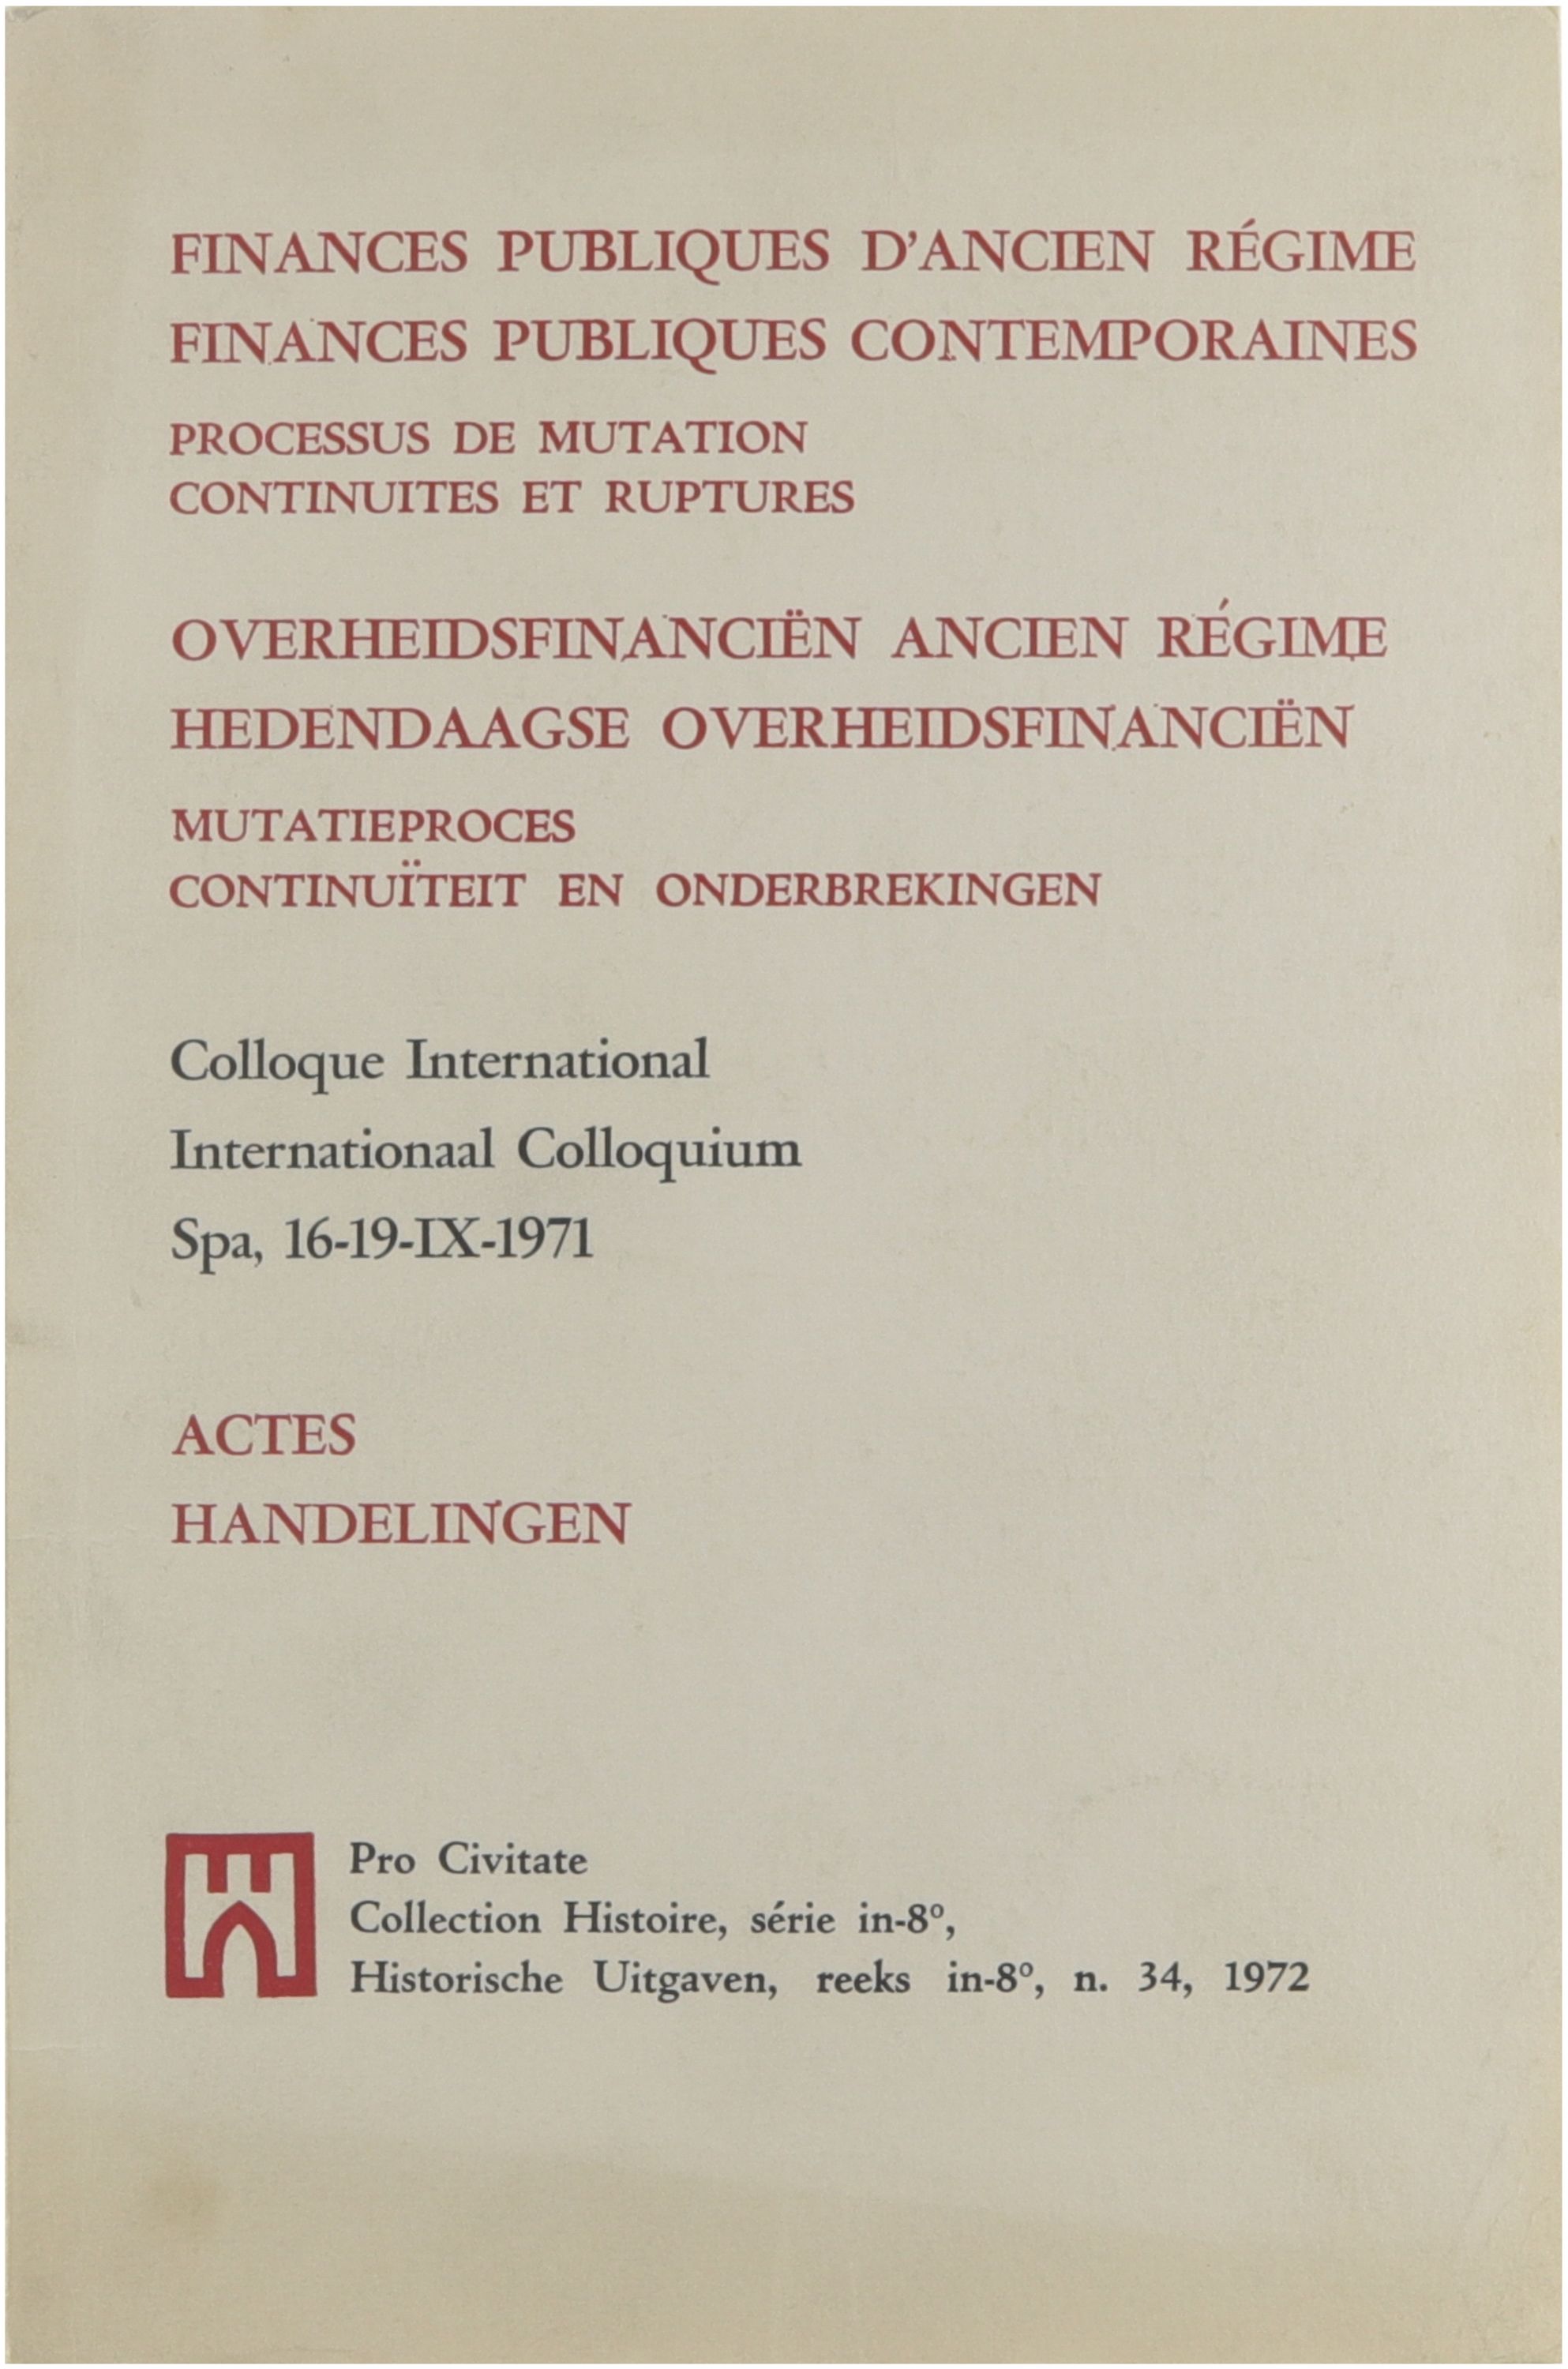 FINANCES PUBLIQUES D'ANCIEN RÉGIME
FINANCES PUBLIQUES CONTEMPORAINES
PROCESSUS DE MUTATION
CONTINUITES ET RUPTURES
OVERHEIDSFINANCIËN ANCIEN RÉGIME
HEDENDAAGSE OVERHEIDSFINANCIËN
MUTATIEPROCES
CONTINUÏTEIT EN ONDERBREKINGEN
Colloque International
Internationaal Colloquium
Spa, 16-19-IX-1971
ACTES
HANDELINGEN
Pro Civitate
Collection Histoire, série in-8°,
Historische Uitgaven, reeks in-8°, n. 34, 1972